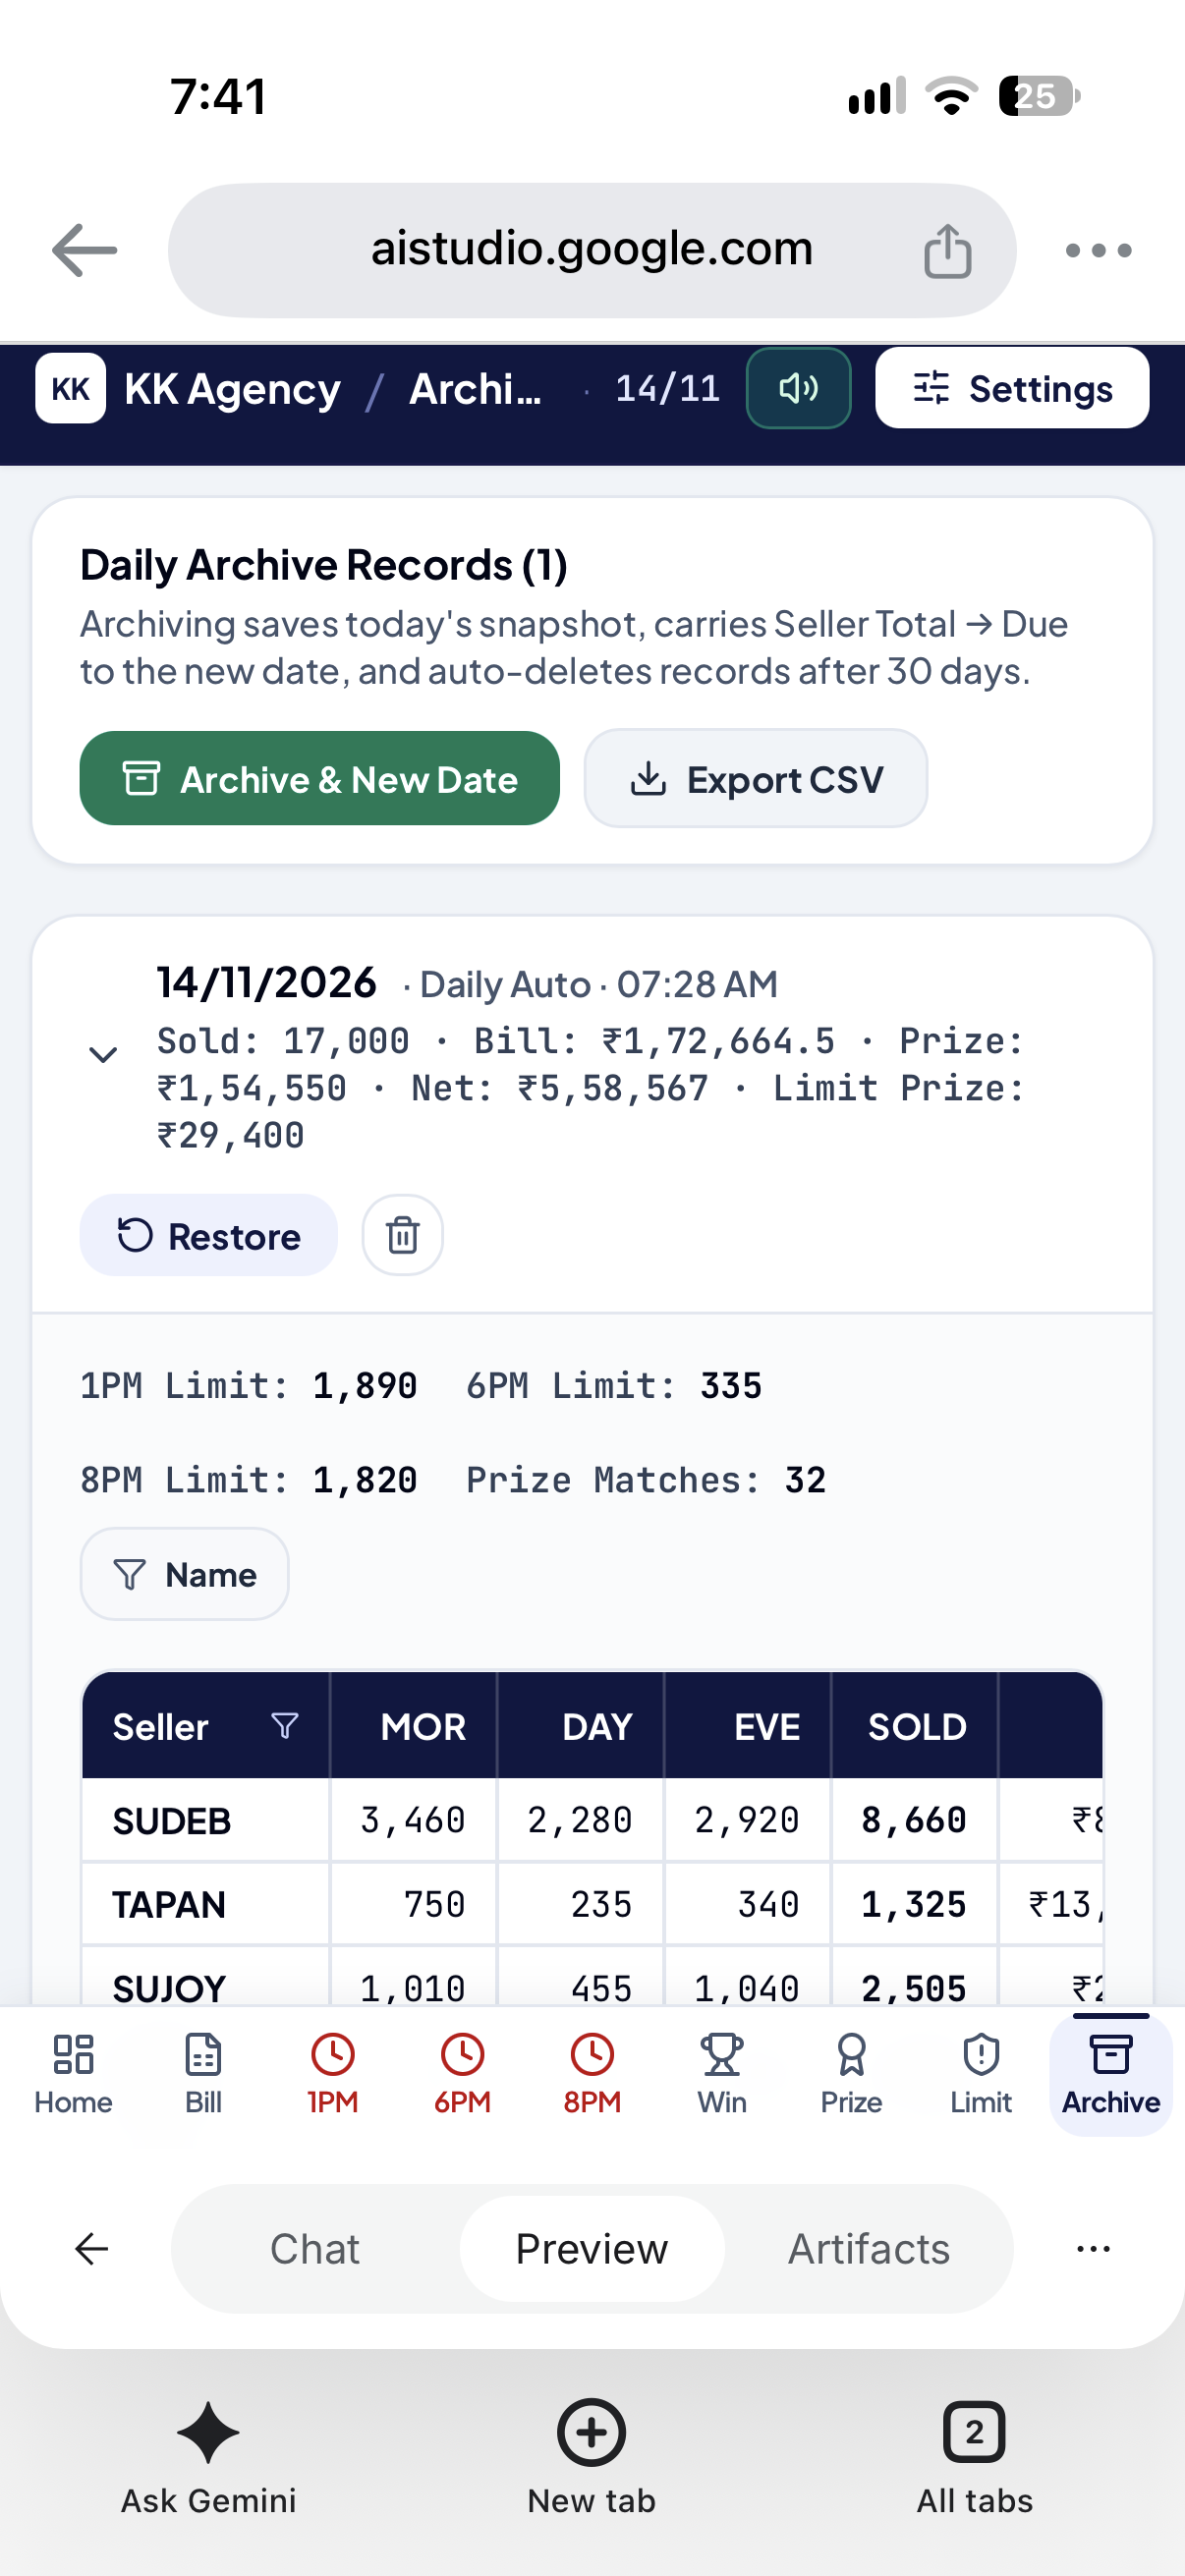 7:41
25
aistudio.google.com
KK KK Agency / Archi... · 14/11 Settings
Daily Archive Records (1)
Archiving saves today's snapshot, carries Seller Total → Due
to the new date, and auto-deletes records after 30 days.
Archive & New Date Export CSV
14/11/2026 · Daily Auto · 07:28 AM
Sold: 17,000 · Bill: ₹1,72,664.5 · Prize:
₹1,54,550 · Net: ₹5,58,567 · Limit Prize:
₹29,400
Restore
1PM Limit: 1,890 6PM Limit: 335
8PM Limit: 1,820 Prize Matches: 32
Name
Seller MOR DAY EVE SOLD
SUDEB 3,460 2,280 2,920 8,660 ₹8
TAPAN 750 235 340 1,325 ₹13,
SUJOY 1,010 455 1,040 2,505 ₹2
Home Bill 1PM 6PM 8PM Win Prize Limit Archive
Chat Preview Artifacts
2
Ask Gemini New tab All tabs